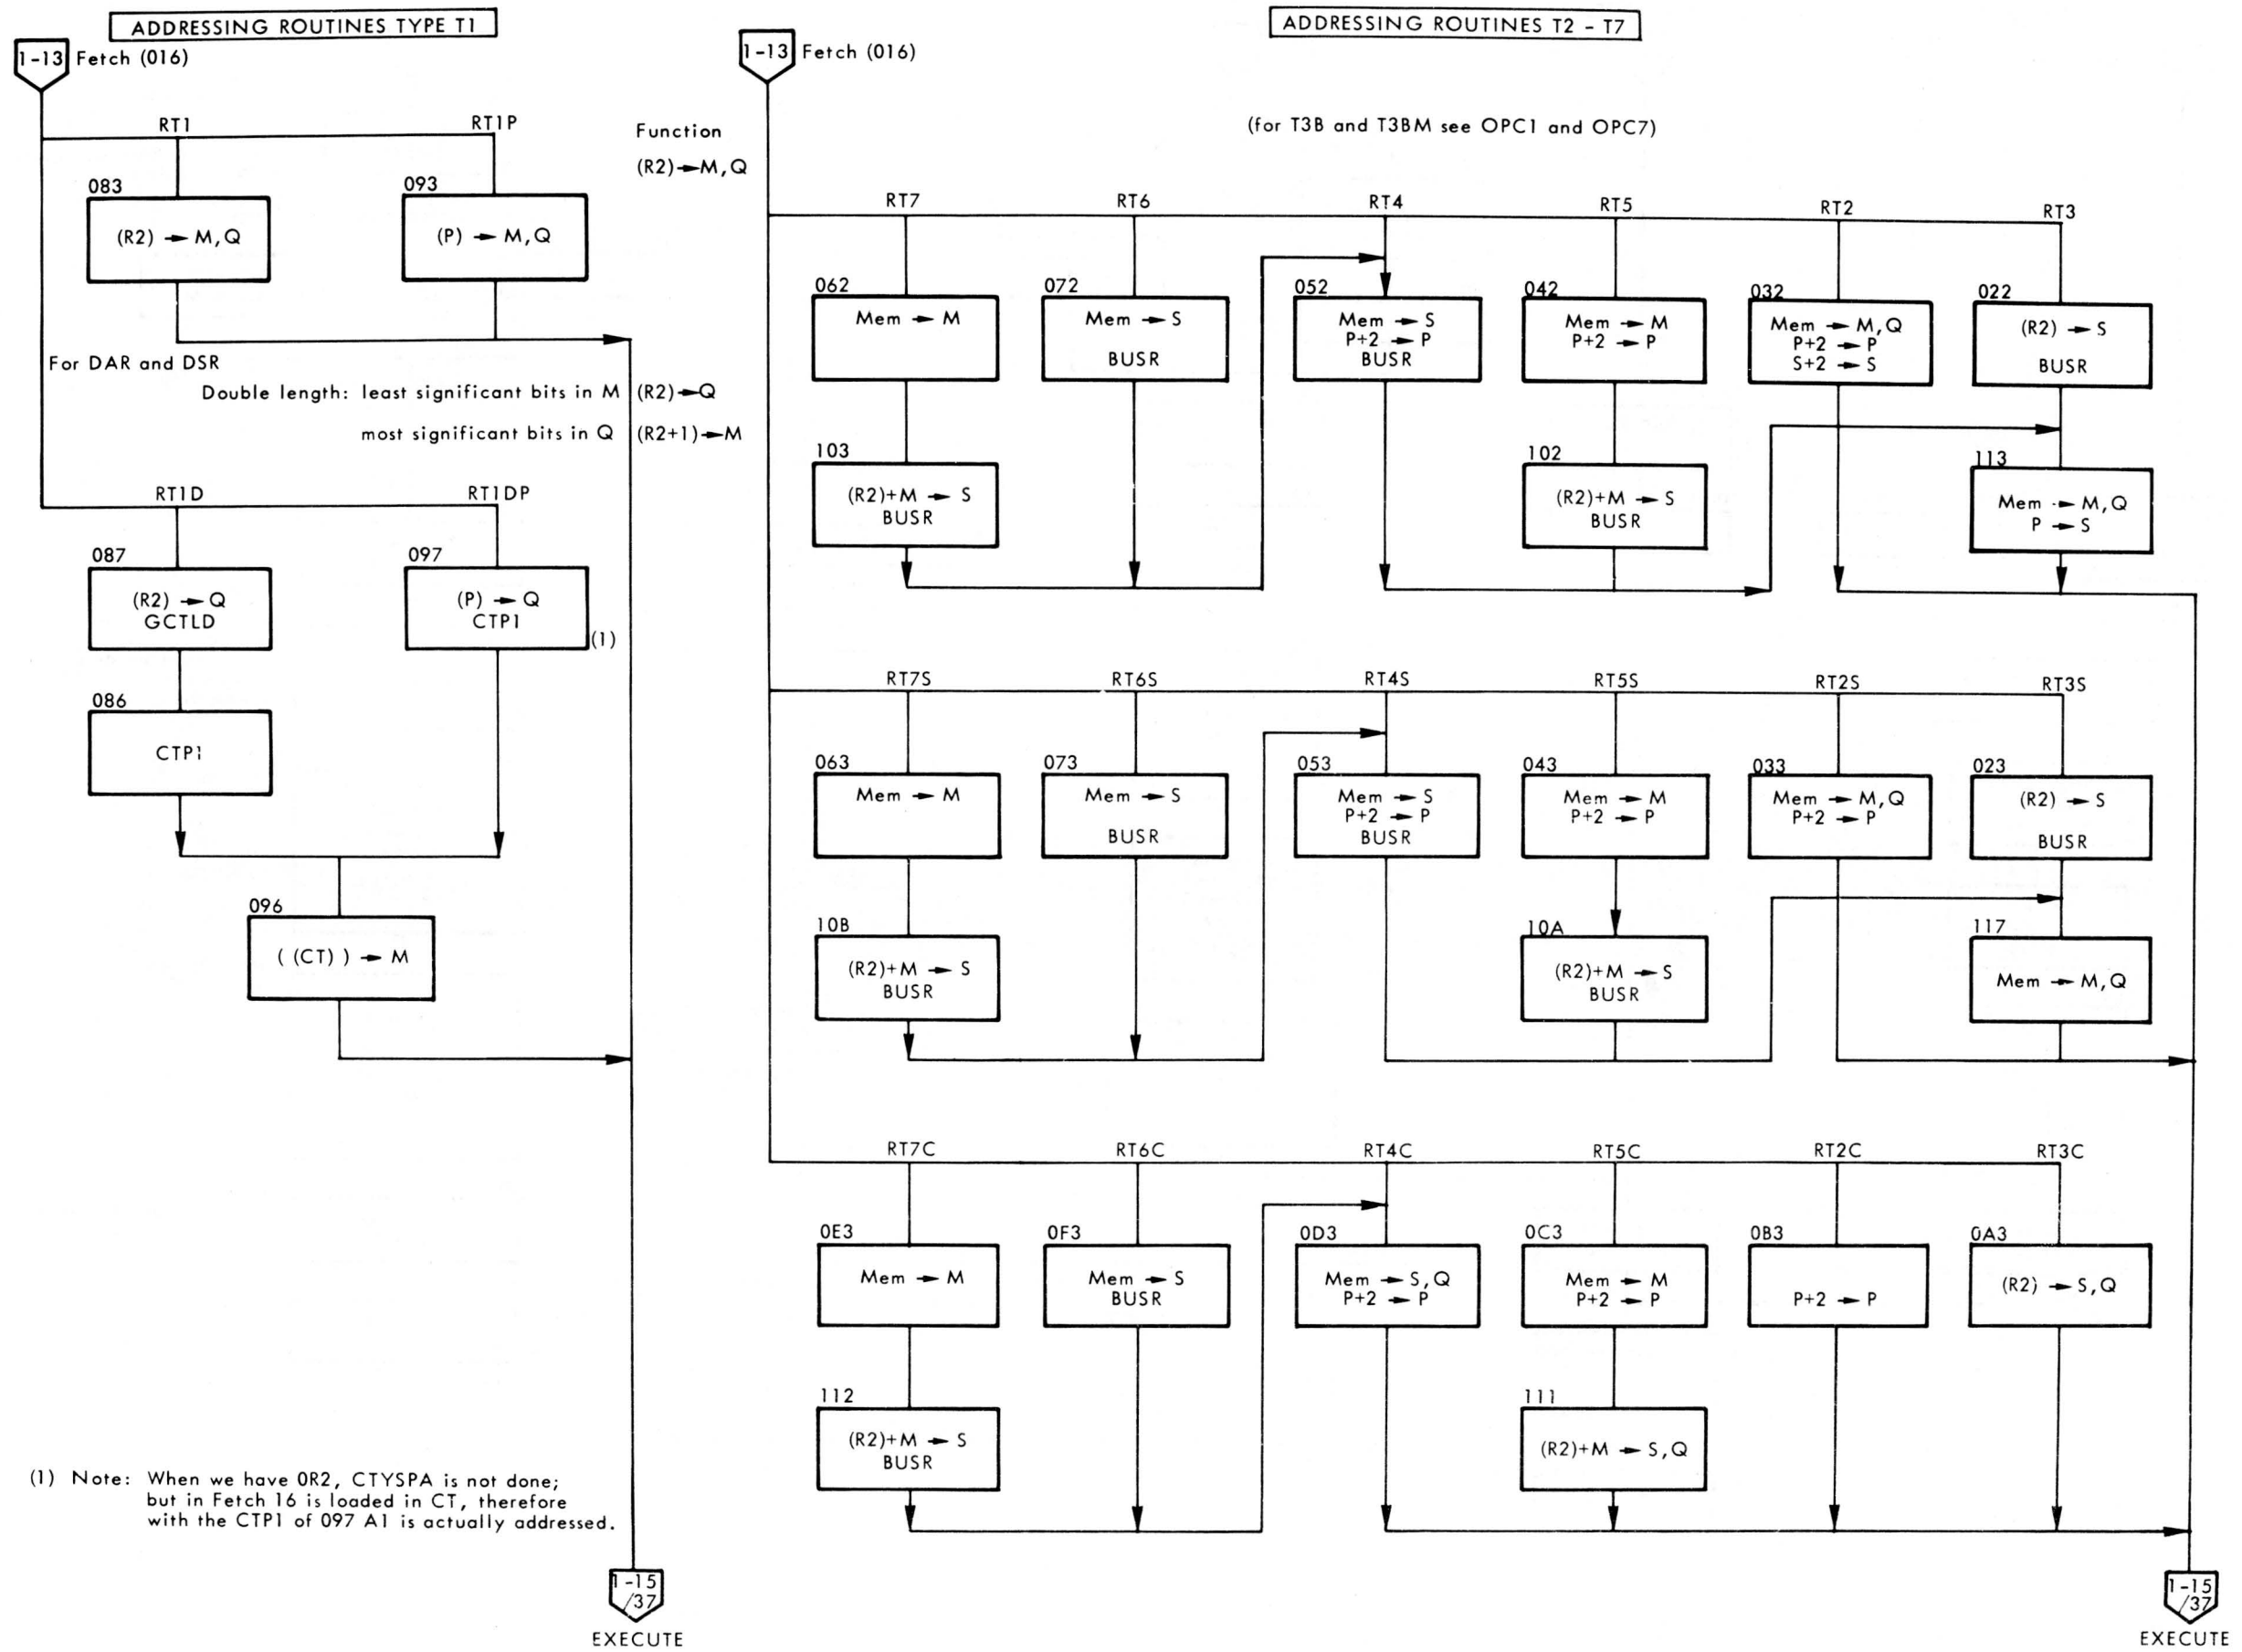 ADDRESSING ROUTINES TYPE T1
1-13 Fetch (016)
RT1
RT1P
Function
(R2)→M,Q
083
(R2) → M,Q
093
(P) → M,Q
For DAR and DSR
Double length: least significant bits in M (R2)→Q
most significant bits in Q (R2+1)→M
RT1D
RT1DP
087
(R2) → Q
GCTLD
097
(P) → Q
CTP1
(1)
086
CTP1
096
( (CT) ) → M
(1) Note: When we have 0R2, CTYSPA is not done;
but in Fetch 16 is loaded in CT, therefore
with the CTP1 of 097 A1 is actually addressed.
1-15
/37
EXECUTE
ADDRESSING ROUTINES T2 - T7
1-13 Fetch (016)
(for T3B and T3BM see OPC1 and OPC7)
RT7
RT6
RT4
RT5
RT2
RT3
062
Mem → M
072
Mem → S
BUSR
052
Mem → S
P+2 → P
BUSR
042
Mem → M
P+2 → P
032
Mem → M,Q
P+2 → P
S+2 → S
022
(R2) → S
BUSR
103
(R2)+M → S
BUSR
102
(R2)+M → S
BUSR
113
Mem → M,Q
P → S
RT7S
RT6S
RT4S
RT5S
RT2S
RT3S
063
Mem → M
073
Mem → S
BUSR
053
Mem → S
P+2 → P
BUSR
043
Mem → M
P+2 → P
033
Mem → M,Q
P+2 → P
023
(R2) → S
BUSR
10B
(R2)+M → S
BUSR
10A
(R2)+M → S
BUSR
117
Mem → M,Q
RT7C
RT6C
RT4C
RT5C
RT2C
RT3C
0E3
Mem → M
0F3
Mem → S
BUSR
0D3
Mem → S,Q
P+2 → P
0C3
Mem → M
P+2 → P
0B3
P+2 → P
0A3
(R2) → S,Q
112
(R2)+M → S
BUSR
111
(R2)+M → S,Q
1-15
/37
EXECUTE